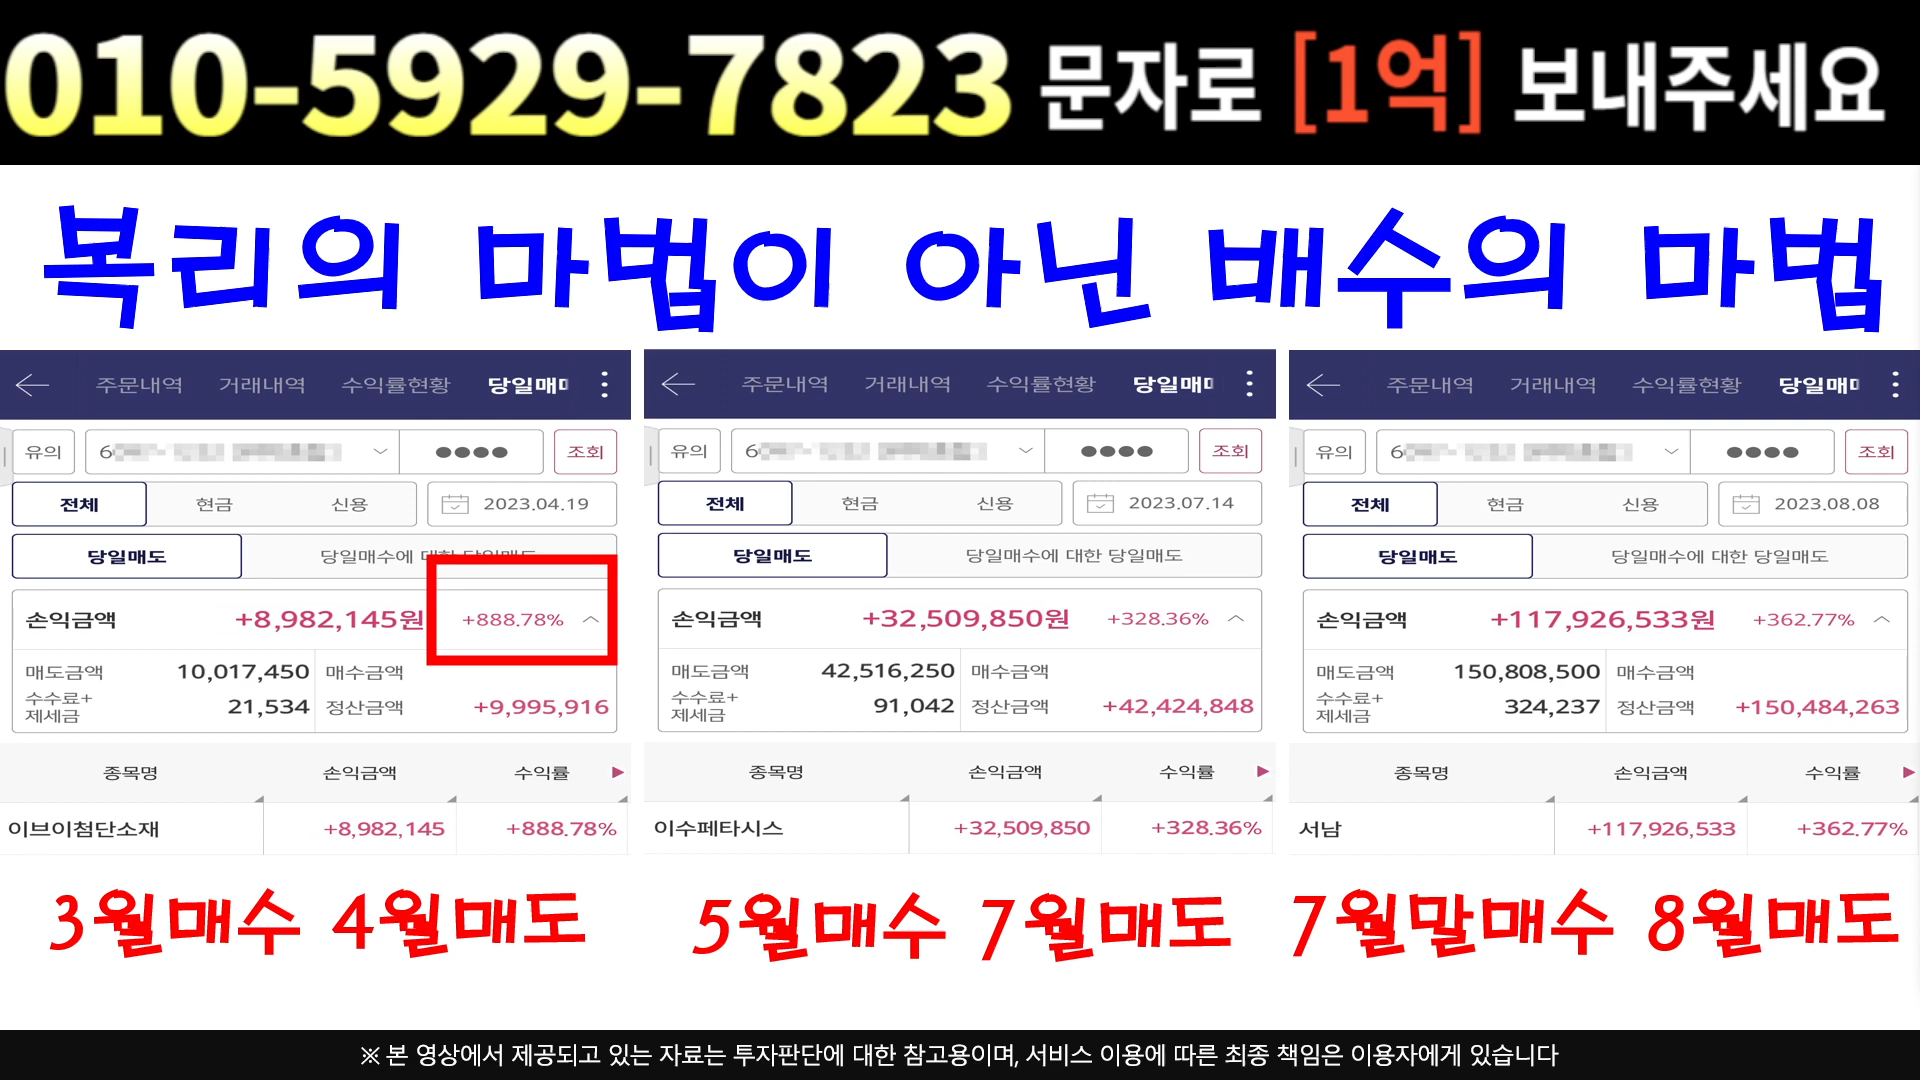 010-5929-7823 문자로 [1억] 보내주세요
복리의 마법이 아닌 배수의 마법
주문내역 거래내역 수익률현황 당일매
유의 6 ●●●● 조회
전체 현금 신용 2023.04.19
당일매도 당일매수에 대한 당일매도
손익금액 +8,982,145원 +888.78%
매도금액 10,017,450 매수금액
수수료+
제세금 21,534 정산금액 +9,995,916
종목명 손익금액 수익률
이브이첨단소재 +8,982,145 +888.78%
3월매수 4월매도
주문내역 거래내역 수익률현황 당일매
유의 6 ●●●● 조회
전체 현금 신용 2023.07.14
당일매도 당일매수에 대한 당일매도
손익금액 +32,509,850원 +328.36%
매도금액 42,516,250 매수금액
수수료+
제세금 91,042 정산금액 +42,424,848
종목명 손익금액 수익률
이수페타시스 +32,509,850 +328.36%
5월매수 7월매도
주문내역 거래내역 수익률현황 당일매
유의 6 ●●●● 조회
전체 현금 신용 2023.08.08
당일매도 당일매수에 대한 당일매도
손익금액 +117,926,533원 +362.77%
매도금액 150,808,500 매수금액
수수료+
제세금 324,237 정산금액 +150,484,263
종목명 손익금액 수익률
서남 +117,926,533 +362.77%
7월말매수 8월매도
※ 본 영상에서 제공되고 있는 자료는 투자판단에 대한 참고용이며, 서비스 이용에 따른 최종 책임은 이용자에게 있습니다